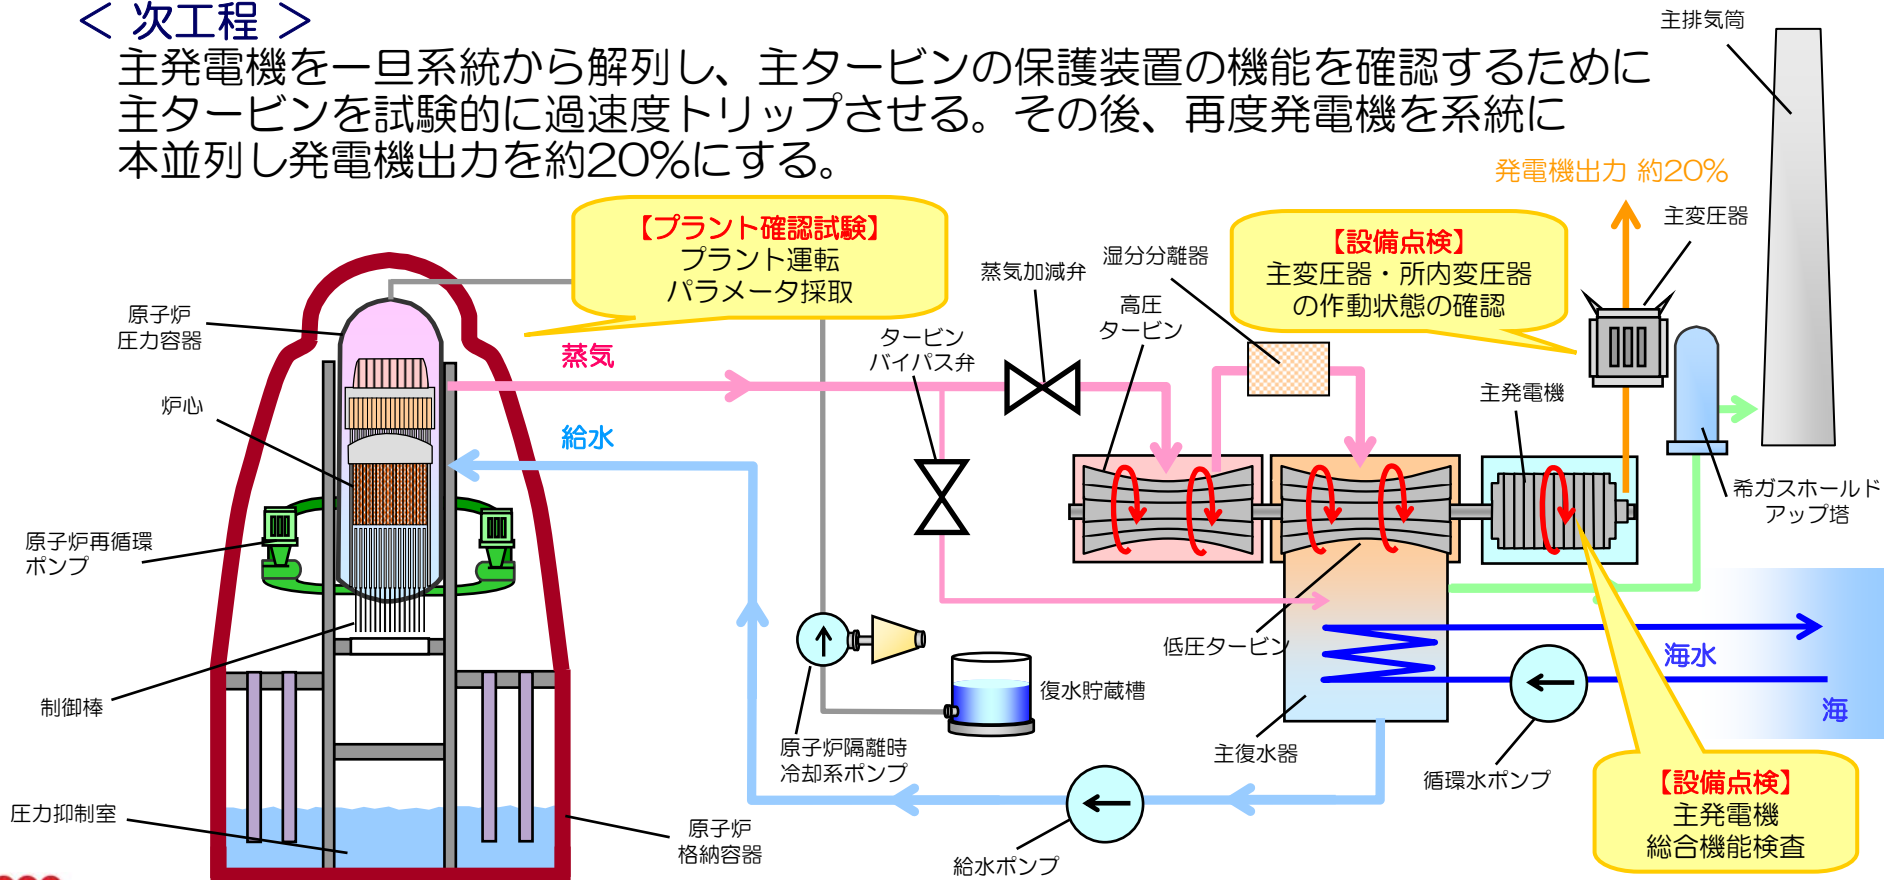 ＜ 次工程 ＞
主発電機を一旦系統から解列し、主タービンの保護装置の機能を確認するために
主タービンを試験的に過速度トリップさせる。その後、再度発電機を系統に
本並列し発電機出力を約20%にする。
主排気筒
発電機出力 約20%
主変圧器
【プラント確認試験】
プラント運転
パラメータ採取
【設備点検】
主変圧器・所内変圧器
の作動状態の確認
湿分分離器
蒸気加減弁
高圧
タービン
タービン
バイパス弁
原子炉
圧力容器
蒸気
炉心
主発電機
給水
希ガスホールド
アップ塔
原子炉再循環
ポンプ
低圧タービン
海水
制御棒
復水貯蔵槽
海
原子炉隔離時
冷却系ポンプ
主復水器
循環水ポンプ
【設備点検】
主発電機
総合機能検査
圧力抑制室
原子炉
格納容器
給水ポンプ